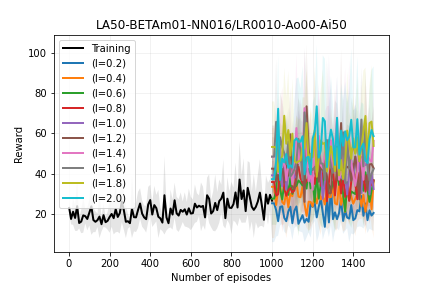 LA50-BETAm01-NN016/LR0010-Ao00-Ai50
Reward
100
80
60
40
20
Training
(l=0.2)
(l=0.4)
(l=0.6)
(l=0.8)
(l=1.0)
(l=1.2)
(l=1.4)
(l=1.6)
(l=1.8)
(l=2.0)
0 200 400 600 800 1000 1200 1400
Number of episodes